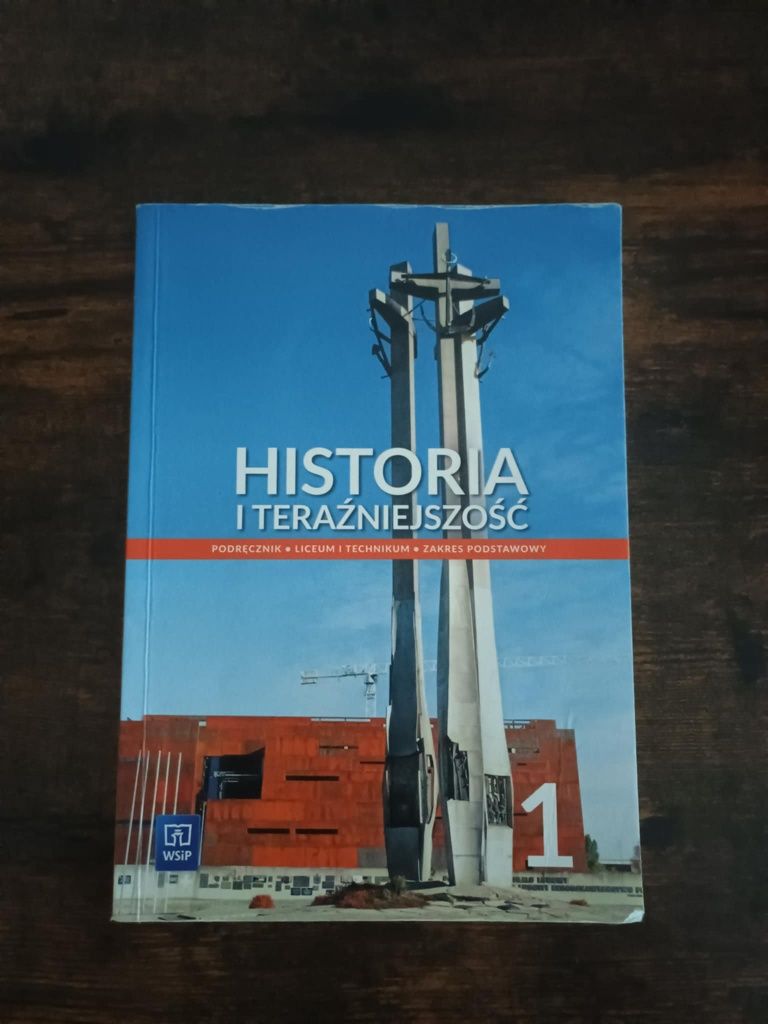 HISTORIA
I TERAŹNIEJSZOŚĆ
PODRĘCZNIK • LICEUM I TECHNIKUM • ZAKRES PODSTAWOWY
1
WSiP